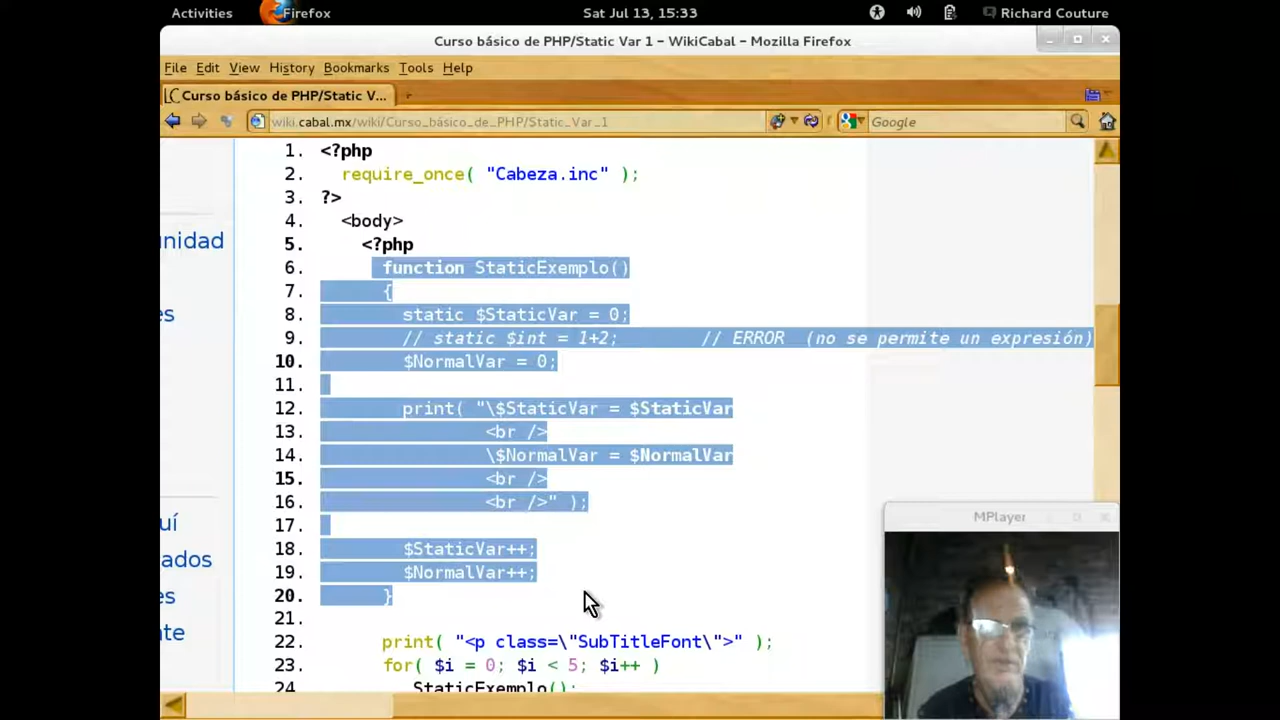 Activities Firefox Sat Jul 13, 15:33 Richard Couture
Curso básico de PHP/Static Var 1 - WikiCabal - Mozilla Firefox
File Edit View History Bookmarks Tools Help
Curso básico de PHP/Static V...
wiki.cabal.mx/wiki/Curso_básico_de_PHP/Static_Var_1 Google
1. <?php
2. require_once( "Cabeza.inc" );
3. ?>
4. <body>
5. <?php
6. function StaticExemplo()
7. {
8. static $StaticVar = 0;
9. // static $int = 1+2; // ERROR (no se permite un expresión)
10. $NormalVar = 0;
11.
12. print( "\$StaticVar = $StaticVar
13. <br />
14. \$NormalVar = $NormalVar
15. <br />
16. <br />" );
17.
18. $StaticVar++;
19. $NormalVar++;
20. }
21.
22. print( "<p class=\"SubTitleFont\">" );
23. for( $i = 0; $i < 5; $i++ )
24. StaticExemplo();
nidad
es
uí
ados
es
te
MPlayer